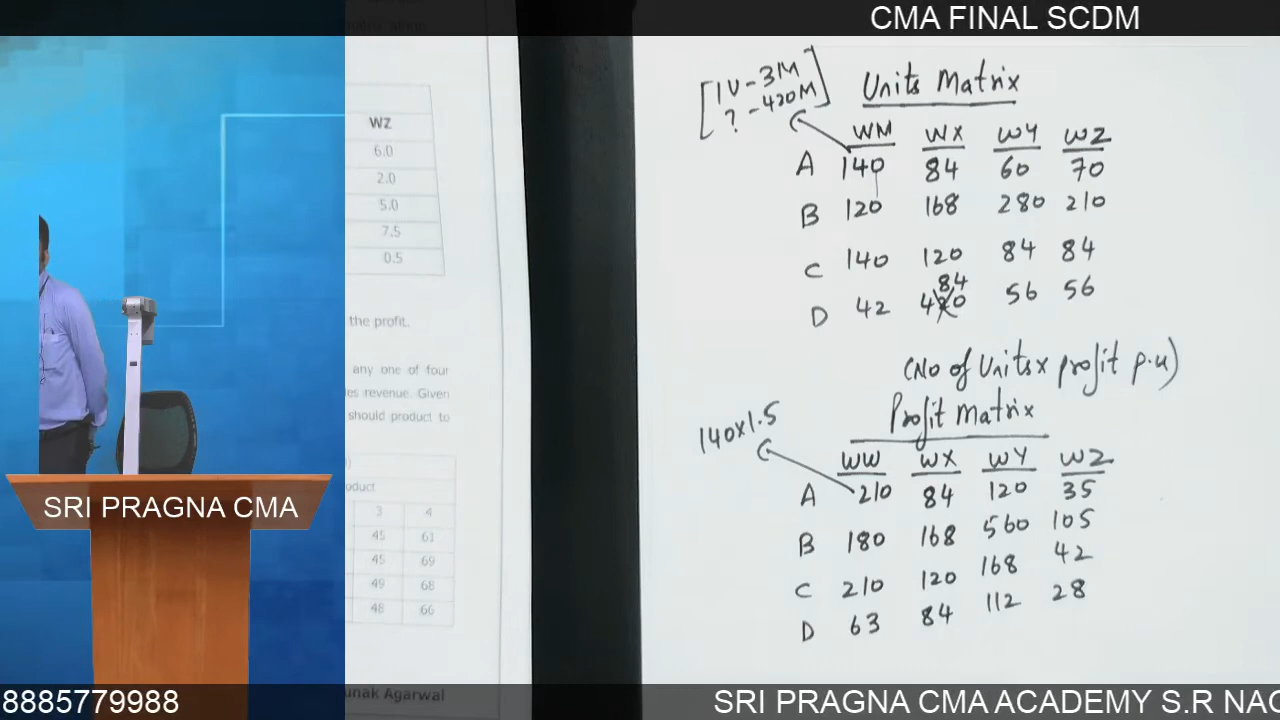 CMA FINAL SCDM
WZ
6.0
2.0
5.0
7.5
0.5
the profit.
any one of four
es revenue. Given
should product to
oduct
3 4
45 61
45 69
49 68
48 66
unak Agarwal
[1U - 3M
? - 420M]
Units Matrix
WM WX WY WZ
A 140 84 60 70
B 120 168 280 210
C 140 120 84 84
84
D 42 420 56 56
(No of Units x profit p.u)
140x1.5
Profit Matrix
WW WX WY WZ
A 210 84 120 35
B 180 168 560 105
C 210 120 168 42
D 63 84 112 28
SRI PRAGNA CMA
8885779988
SRI PRAGNA CMA ACADEMY S.R NAG